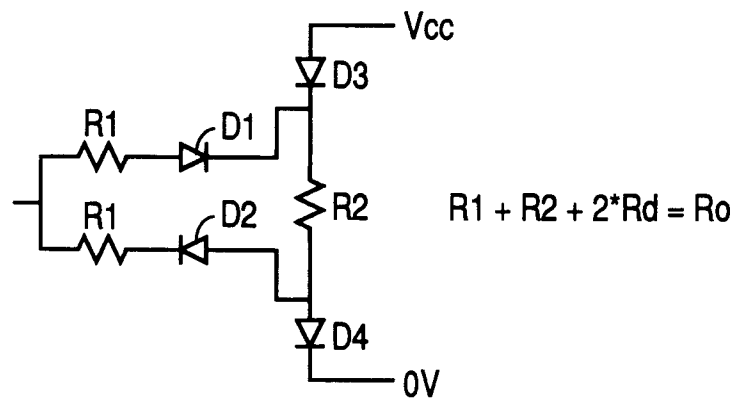 Vcc
D3
R1
D1
R1
D2
R2
R1 + R2 + 2*Rd = Ro
D4
0V